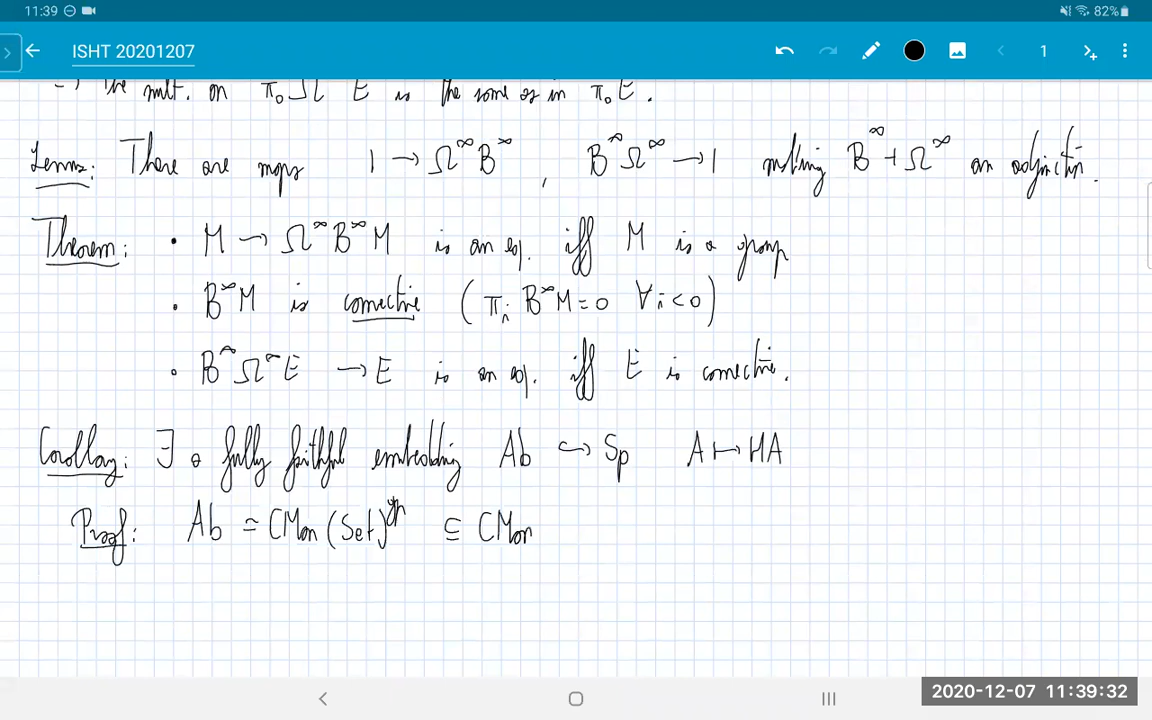 11:39 82%
ISHT 20201207 1
→ the mult. on π₀Ω^∞ E is the same as in π₀E.
Lemma: There are maps 1 → Ω^∞B^∞, B^∞Ω^∞ → 1 making B^∞ ⊣ Ω^∞ an adjunction.
Theorem: • M → Ω^∞B^∞M is an eq. iff M is a group
• B^∞M is connective (π_i B^∞M = 0 ∀i<0)
• B^∞Ω^∞E → E is an eq. iff E is connective.
Corollary: ∃ a fully faithful embedding Ab ↪ Sp A ↦ HA
Proof: Ab ≃ CMon(Set)^gp ⊆ CMon
2020-12-07 11:39:32